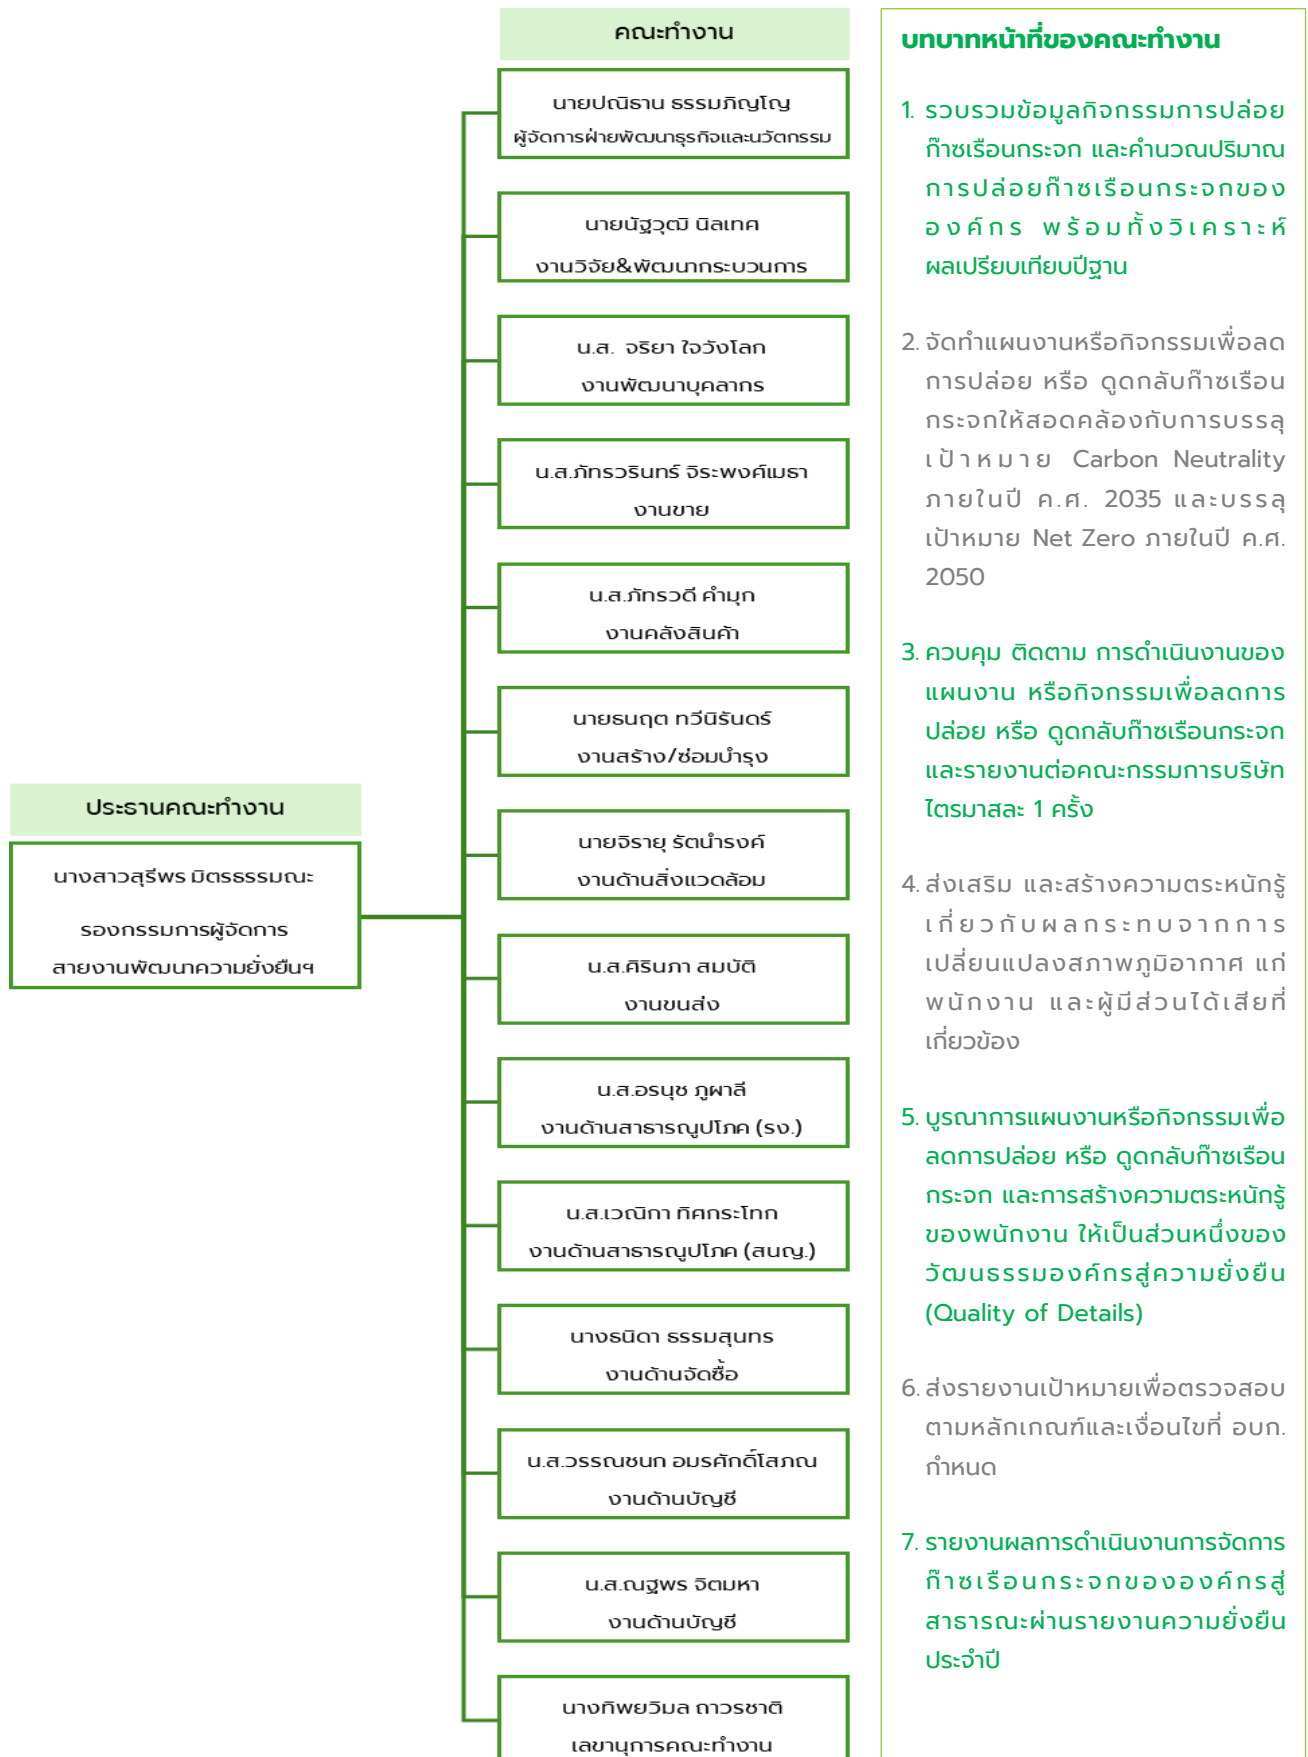 คณะทำงาน
นายปณิธาน ธรรมภิญโญ
ผู้จัดการฝ่ายพัฒนาธุรกิจและนวัตกรรม
นายนัฐวุฒิ นิลเทศ
งานวิจัย&พัฒนากระบวนการ
น.ส. จริยา ใจวังโลก
งานพัฒนาบุคลากร
น.ส.ภัทรวรินทร์ จิระพงศ์เมธา
งานขาย
น.ส.ภัทรวดี คำมุก
งานคลังสินค้า
นายธนฤต ทวีนิรันดร์
งานสร้าง/ซ่อมบำรุง
นายจิรายุ รัตนำรงค์
งานด้านสิ่งแวดล้อม
น.ส.ศิรินภา สมบัติ
งานขนส่ง
น.ส.อรนุช ภูผาลี
งานด้านสาธารณูปโภค (รง.)
น.ส.เวณิกา ทิศกระโทก
งานด้านสาธารณูปโภค (สนญ.)
นางธนิดา ธรรมสุนทร
งานด้านจัดซื้อ
น.ส.วรรณชนก อมรศักดิ์โสภณ
งานด้านบัญชี
น.ส.ณฐพร จิตมหา
งานด้านบัญชี
นางทิพยวิมล ถาวรชาติ
เลขานุการคณะทำงาน
ประธานคณะทำงาน
นางสาวสุรีพร มิตรธรรมณะ
รองกรรมการผู้จัดการ
สายงานพัฒนาความยั่งยืนฯ
บทบาทหน้าที่ของคณะทำงาน
1. รวบรวมข้อมูลกิจกรรมการปล่อย
ก๊าซเรือนกระจก และคำนวณปริมาณ
การปล่อยก๊าซเรือนกระจกของ
องค์กร พร้อมทั้งวิเคราะห์
ผลเปรียบเทียบปีฐาน
2. จัดทำแผนงานหรือกิจกรรมเพื่อลด
การปล่อย หรือ ดูดกลับก๊าซเรือน
กระจกให้สอดคล้องกับการบรรลุ
เป้าหมาย Carbon Neutrality
ภายในปี ค.ศ. 2035 และบรรลุ
เป้าหมาย Net Zero ภายในปี ค.ศ.
2050
3. ควบคุม ติดตาม การดำเนินงานของ
แผนงาน หรือกิจกรรมเพื่อลดการ
ปล่อย หรือ ดูดกลับก๊าซเรือนกระจก
และรายงานต่อคณะกรรมการบริษัท
ไตรมาสละ 1 ครั้ง
4. ส่งเสริม และสร้างความตระหนักรู้
เกี่ยวกับผลกระทบจากการ
เปลี่ยนแปลงสภาพภูมิอากาศ แก่
พนักงาน และผู้มีส่วนได้เสียที่
เกี่ยวข้อง
5. บูรณาการแผนงานหรือกิจกรรมเพื่อ
ลดการปล่อย หรือ ดูดกลับก๊าซเรือน
กระจก และการสร้างความตระหนักรู้
ของพนักงาน ให้เป็นส่วนหนึ่งของ
วัฒนธรรมองค์กรสู่ความยั่งยืน
(Quality of Details)
6. ส่งรายงานเป้าหมายเพื่อตรวจสอบ
ตามหลักเกณฑ์และเงื่อนไขที่ อบก.
กำหนด
7. รายงานผลการดำเนินงานการจัดการ
ก๊าซเรือนกระจกขององค์กรสู่
สาธารณะผ่านรายงานความยั่งยืน
ประจำปี